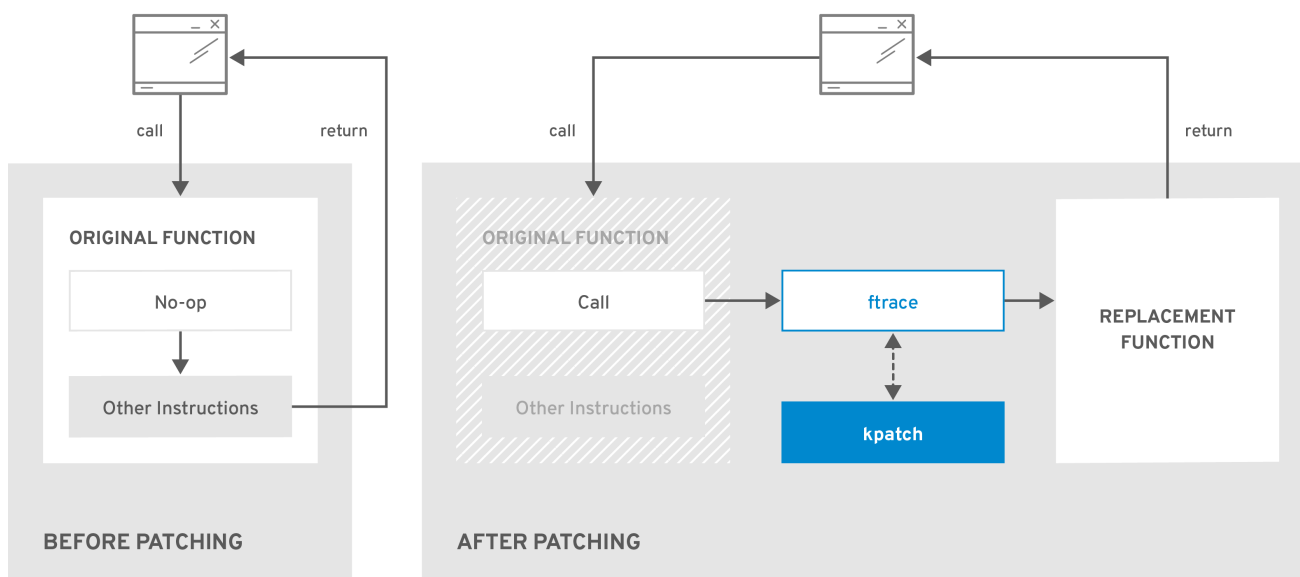 call
return
ORIGINAL FUNCTION
No-op
Other Instructions
BEFORE PATCHING
call
return
ORIGINAL FUNCTION
Call
ftrace
REPLACEMENT
FUNCTION
Other Instructions
kpatch
AFTER PATCHING